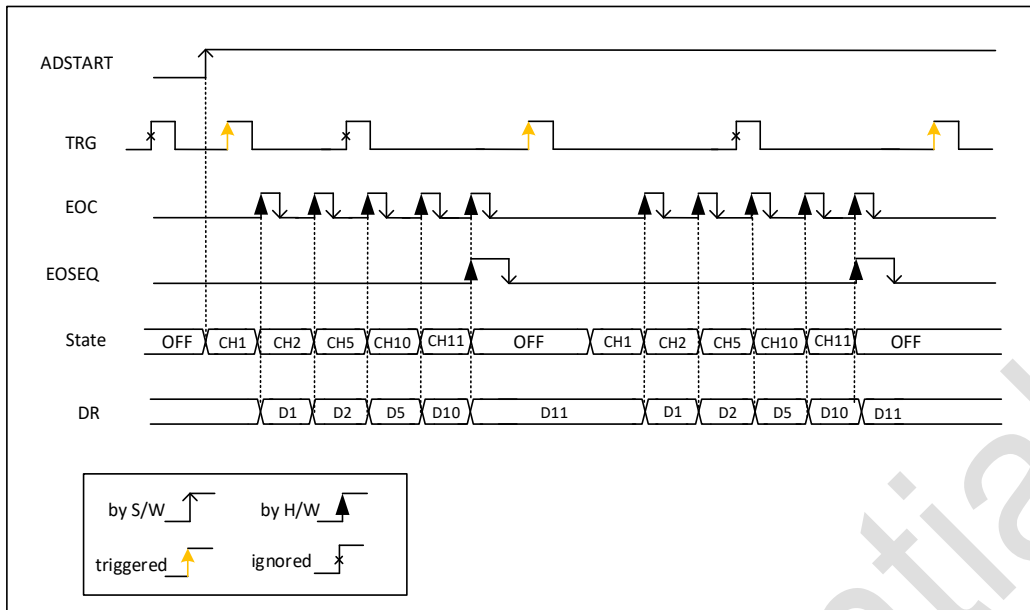 ADSTART
TRG
EOC
EOSEQ
State OFF CH1 CH2 CH5 CH10 CH11 OFF CH1 CH2 CH5 CH10 CH11 OFF
DR D1 D2 D5 D10 D11 D1 D2 D5 D10 D11
by S/W by H/W
triggered ignored